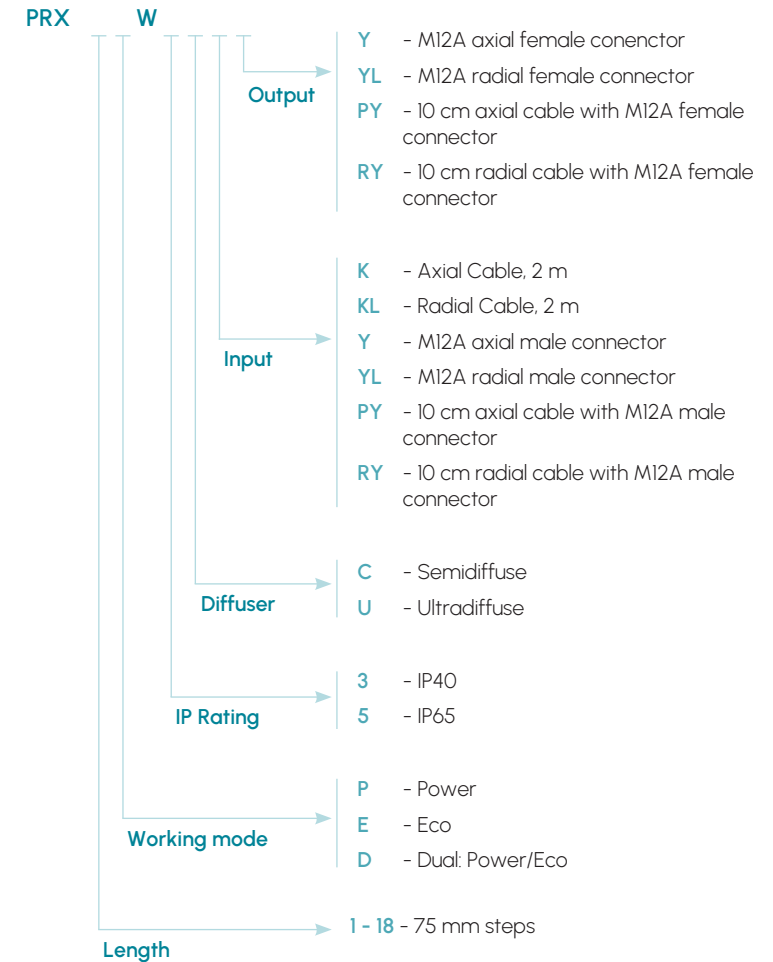 PRX W
Y - M12A axial female conenctor
YL - M12A radial female connector
Output
PY - 10 cm axial cable with M12A female
connector
RY - 10 cm radial cable with M12A female
connector
K - Axial Cable, 2 m
KL - Radial Cable, 2 m
Y - M12A axial male connector
Input
YL - M12A radial male connector
PY - 10 cm axial cable with M12A male
connector
RY - 10 cm radial cable with M12A male
connector
C - Semidiffuse
Diffuser
U - Ultradiffuse
3 - IP40
IP Rating
5 - IP65
P - Power
E - Eco
Working mode
D - Dual: Power/Eco
1 - 18 - 75 mm steps
Length